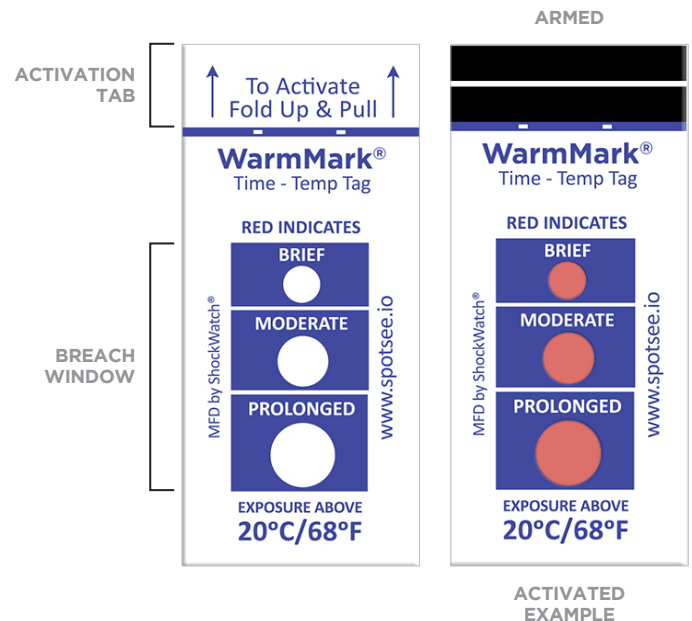 ACTIVATION
TAB
To Activate
Fold Up & Pull
WarmMark®
Time - Temp Tag
RED INDICATES
BREACH
WINDOW
BRIEF
MODERATE
PROLONGED
MFD by ShockWatch®
www.spotsee.io
EXPOSURE ABOVE
20°C/68°F
ARMED
WarmMark®
Time - Temp Tag
RED INDICATES
BRIEF
MODERATE
PROLONGED
MFD by ShockWatch®
www.spotsee.io
EXPOSURE ABOVE
20°C/68°F
ACTIVATED
EXAMPLE